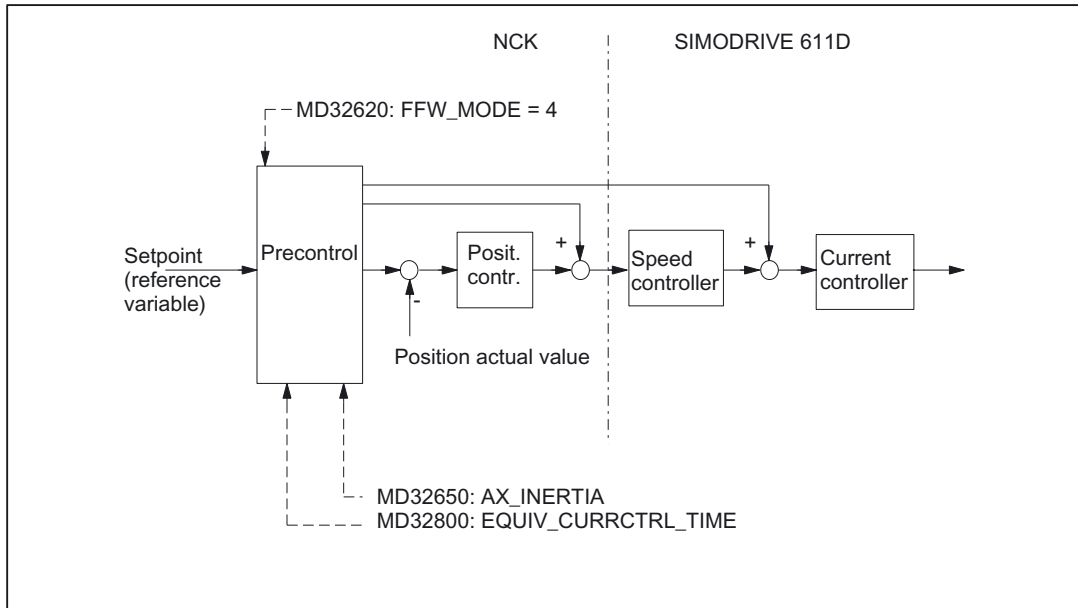 NCK
SIMODRIVE 611D
MD32620: FFW_MODE = 4
Setpoint
(reference
variable)
Precontrol
-
Position actual value
Posit.
contr.
+
Speed
controller
+
Current
controller
MD32650: AX_INERTIA
MD32800: EQUIV_CURRCTRL_TIME